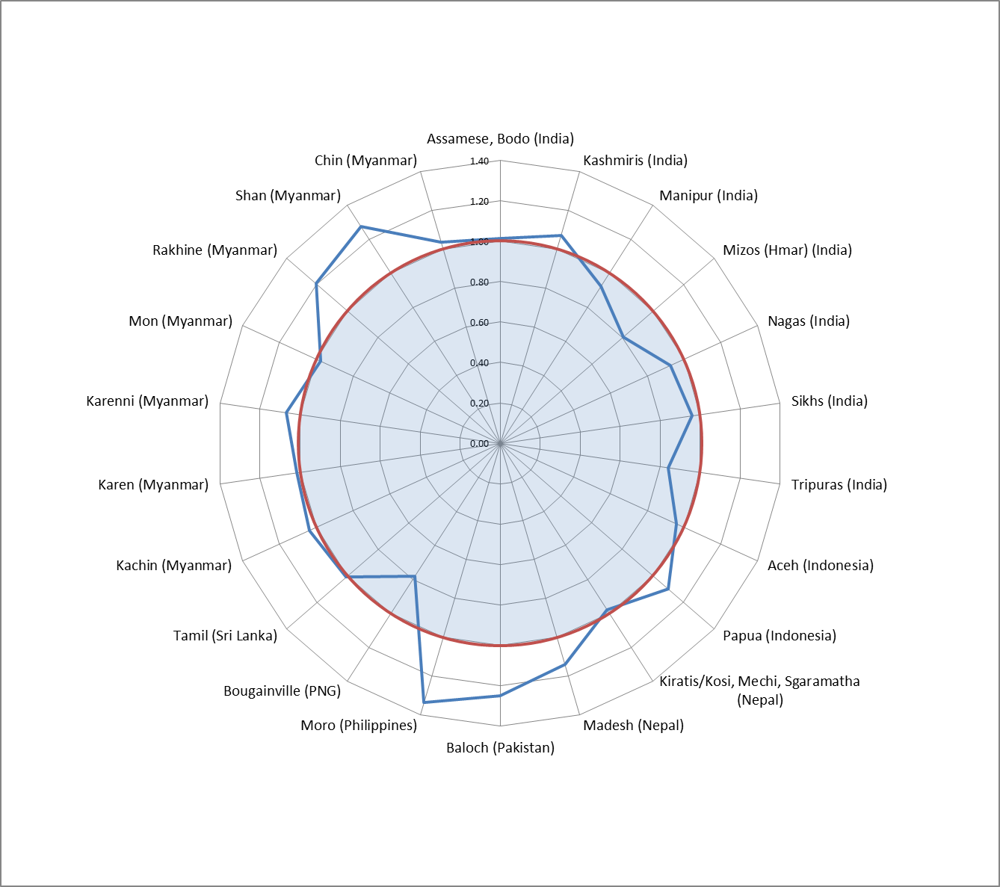 Assamese, Bodo (India)
Chin (Myanmar)
1.40
Kashmiris (India)
Shan (Myanmar)
1.20
Manipur (India)
Rakhine (Myanmar)
1.00
Mizos (Hmar) (India)
0.80
Mon (Myanmar)
0.60
Nagas (India)
0.40
Karenni (Myanmar)
0.20
Sikhs (India)
0.00
Karen (Myanmar)
Tripuras (India)
Kachin (Myanmar)
Aceh (Indonesia)
Tamil (Sri Lanka)
Papua (Indonesia)
Bougainville (PNG)
Kiratis/Kosi, Mechi, Sgaramatha
(Nepal)
Moro (Philippines)
Madesh (Nepal)
Baloch (Pakistan)